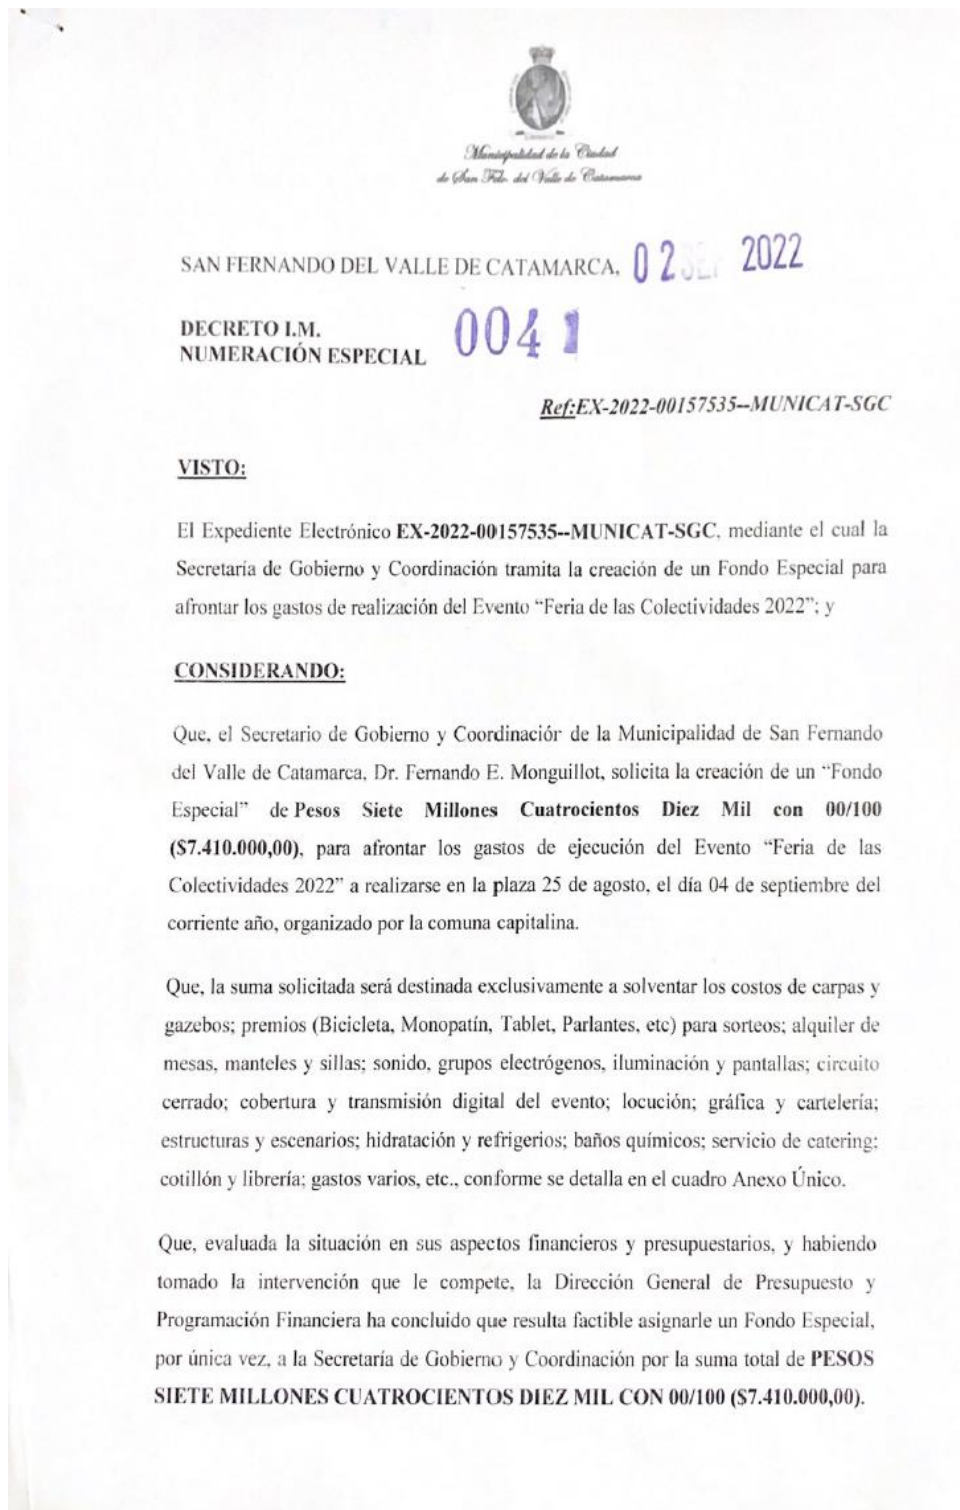 Municipalidad de la Ciudad
de San Fdo. del Valle de Catamarca
SAN FERNANDO DEL VALLE DE CATAMARCA, 02 SEP 2022
DECRETO I.M.
NUMERACIÓN ESPECIAL 0041
Ref:EX-2022-00157535--MUNICAT-SGC
VISTO:
El Expediente Electrónico EX-2022-00157535--MUNICAT-SGC, mediante el cual la
Secretaría de Gobierno y Coordinación tramita la creación de un Fondo Especial para
afrontar los gastos de realización del Evento “Feria de las Colectividades 2022”; y
CONSIDERANDO:
Que, el Secretario de Gobierno y Coordinación de la Municipalidad de San Fernando
del Valle de Catamarca, Dr. Fernando E. Monguillot, solicita la creación de un “Fondo
Especial” de Pesos Siete Millones Cuatrocientos Diez Mil con 00/100
($7.410.000,00), para afrontar los gastos de ejecución del Evento “Feria de las
Colectividades 2022” a realizarse en la plaza 25 de agosto, el día 04 de septiembre del
corriente año, organizado por la comuna capitalina.
Que, la suma solicitada será destinada exclusivamente a solventar los costos de carpas y
gazebos; premios (Bicicleta, Monopatín, Tablet, Parlantes, etc) para sorteos; alquiler de
mesas, manteles y sillas; sonido, grupos electrógenos, iluminación y pantallas; circuito
cerrado; cobertura y transmisión digital del evento; locución; gráfica y cartelería;
estructuras y escenarios; hidratación y refrigerios; baños químicos; servicio de catering;
cotillón y librería; gastos varios, etc., conforme se detalla en el cuadro Anexo Único.
Que, evaluada la situación en sus aspectos financieros y presupuestarios, y habiendo
tomado la intervención que le compete, la Dirección General de Presupuesto y
Programación Financiera ha concluido que resulta factible asignarle un Fondo Especial,
por única vez, a la Secretaría de Gobierno y Coordinación por la suma total de PESOS
SIETE MILLONES CUATROCIENTOS DIEZ MIL CON 00/100 ($7.410.000,00).